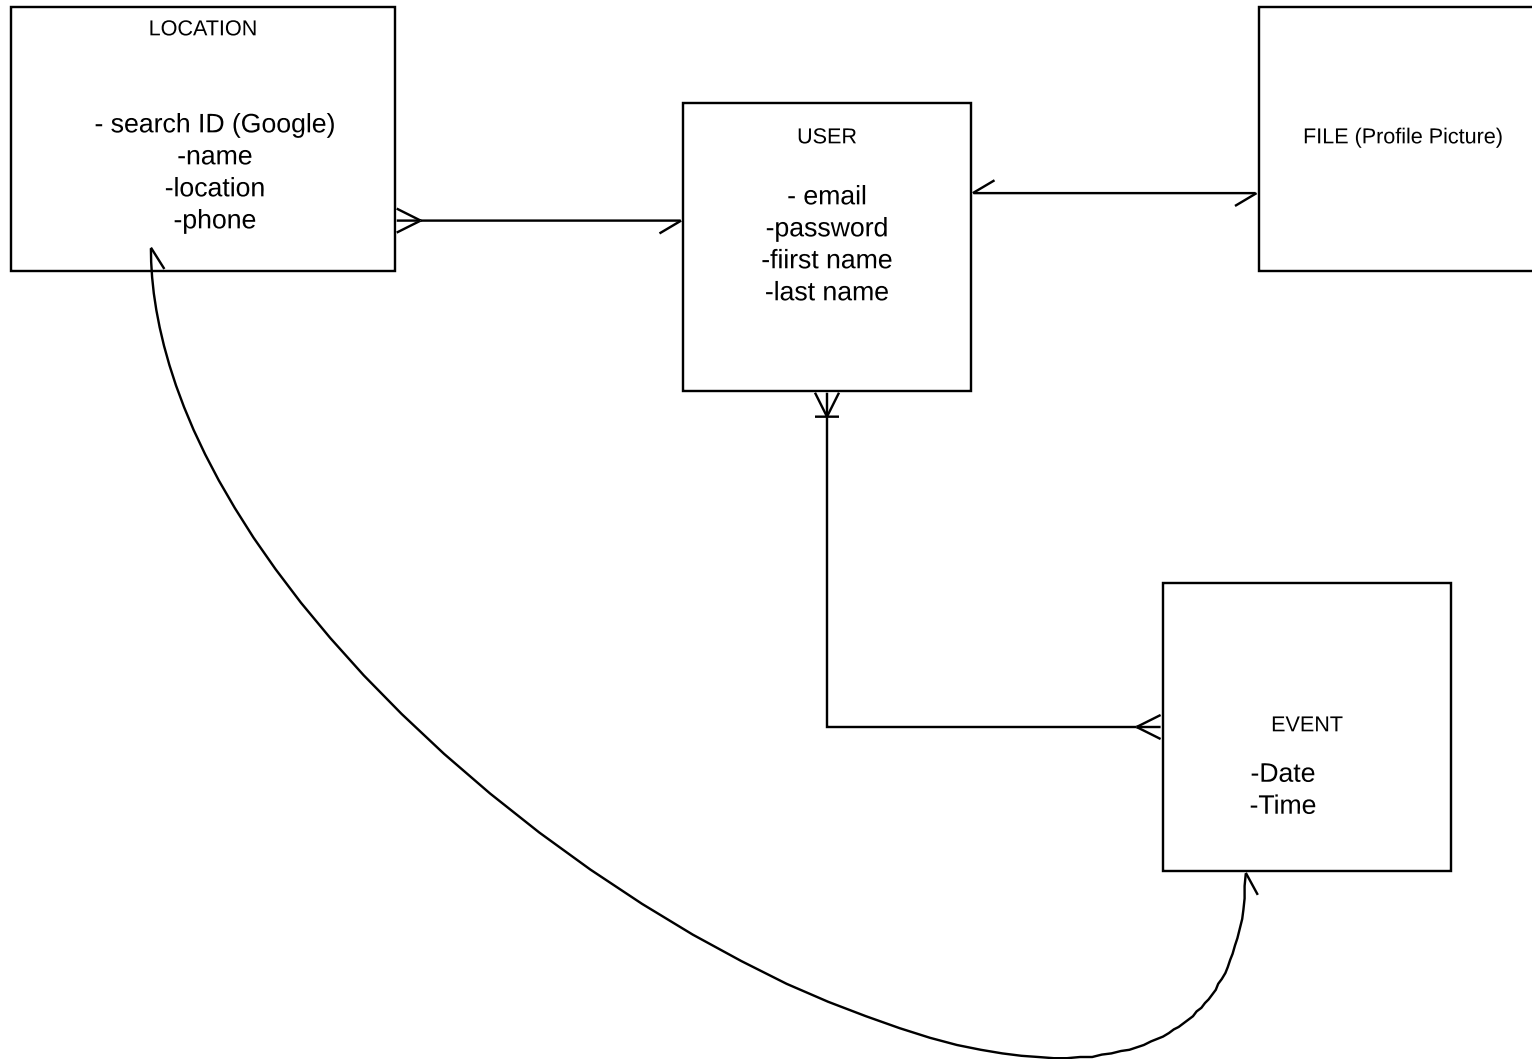 LOCATION
- search ID (Google)
-name
-location
-phone
USER
- email
-password
-fiirst name
-last name
FILE (Profile Picture)
EVENT
-Date
-Time